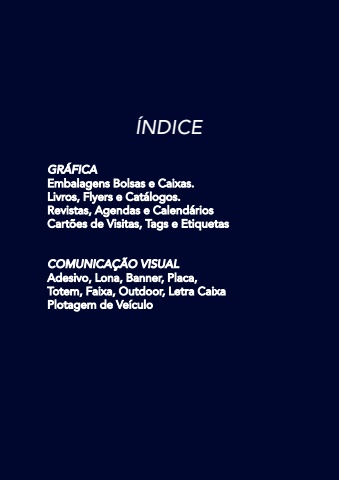 ÍNDICE
GRÁFICA
Embalagens Bolsas e Caixas.
Livros, Flyers e Catálogos.
Revistas, Agendas e Calendários
Cartões de Visitas, Tags e Etiquetas
COMUNICAÇÃO VISUAL
Adesivo, Lona, Banner, Placa,
Totem, Faixa, Outdoor, Letra Caixa
Plotagem de Veículo